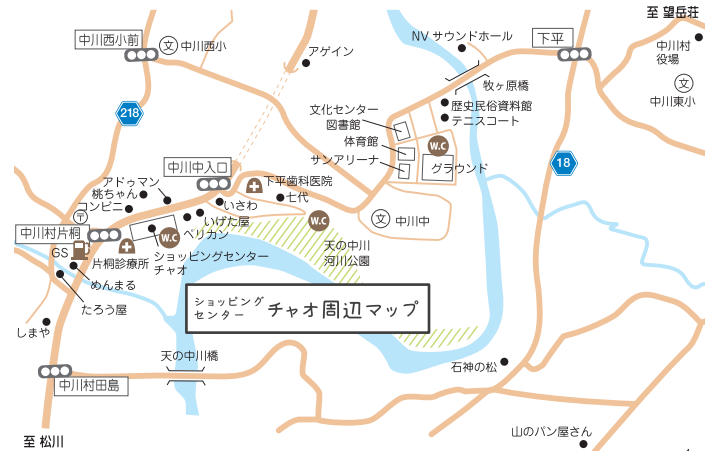 至 望岳荘
中川西小前
文 中川西小
アゲイン
NV サウンドホール
下平
中川村
役場
文
中川東小
牧ヶ原橋
218
文化センター
図書館
歴史民俗資料館
テニスコート
体育館
W.C
サンアリーナ
グラウンド
18
中川中入口
アドゥマン
桃ちゃん
コンビニ
下平歯科医院
七代
いさわ
いげた屋
ペリカン
W.C
文 中川中
〒
中川村片桐
GS
片桐診療所
W.C
ショッピングセンター
チャオ
天の中川
河川公園
めんまる
たろう屋
しまや
ショッピング
センター チャオ周辺マップ
天の中川橋
石神の松
中川村田島
山のパン屋さん
至 松川